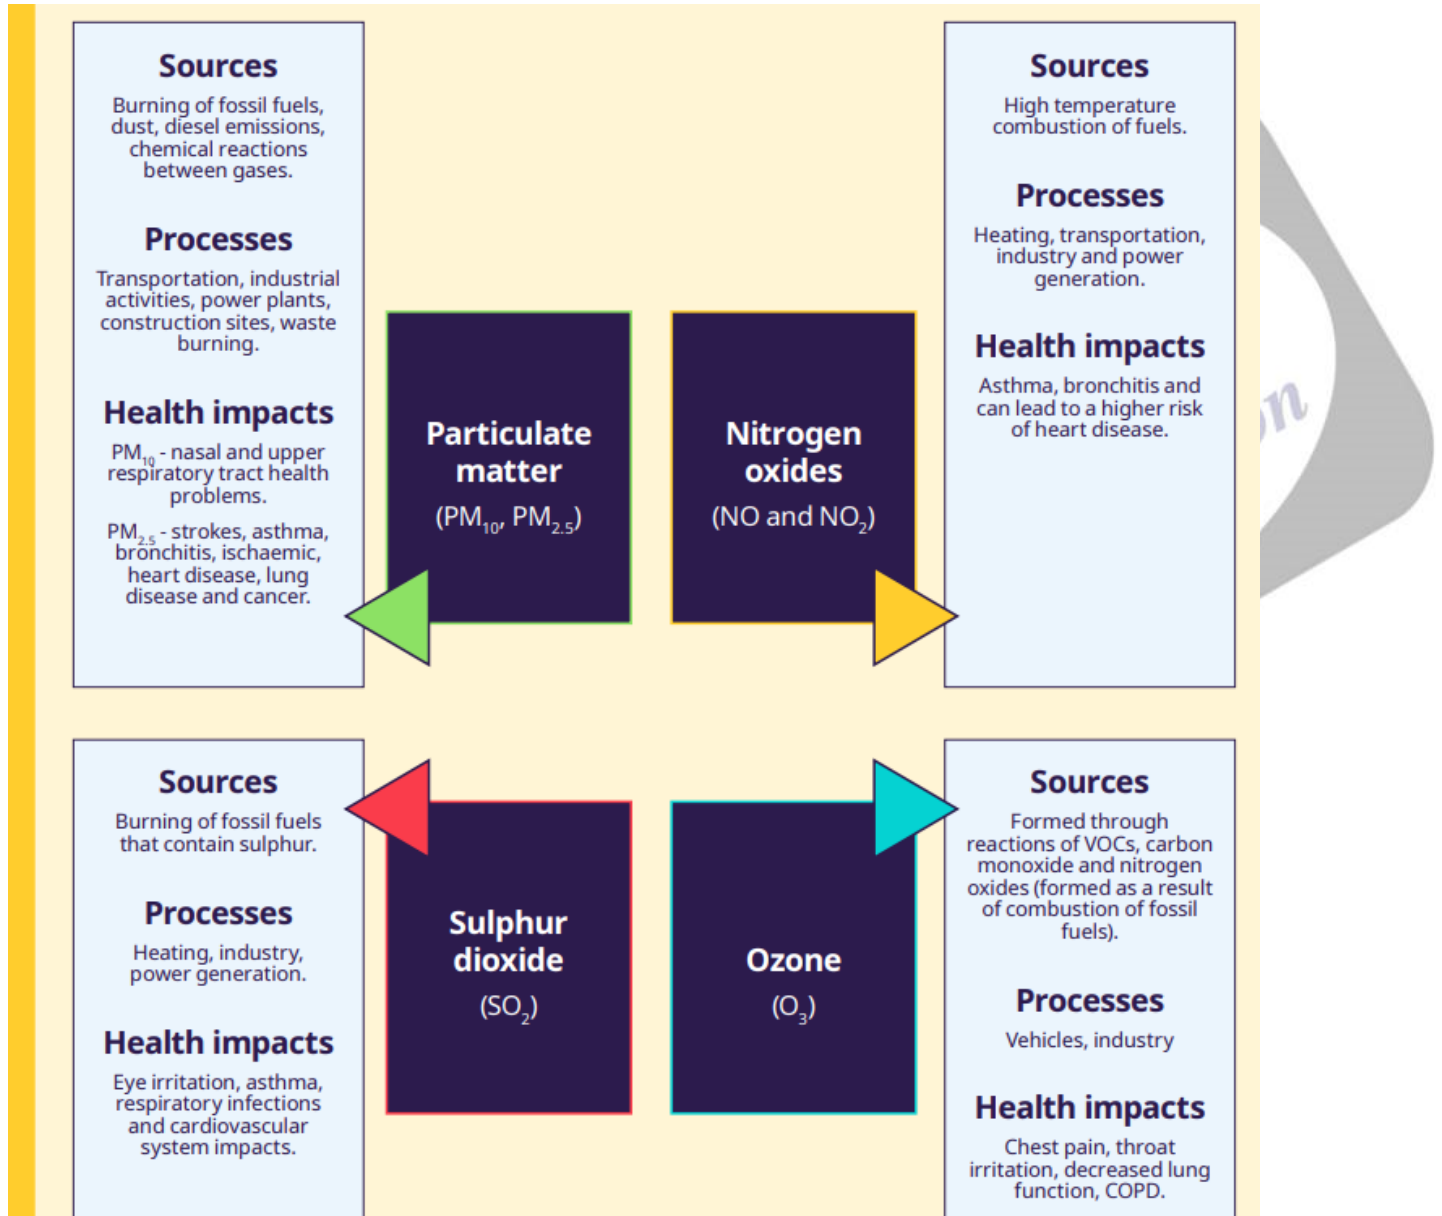 Sources
Burning of fossil fuels,
dust, diesel emissions,
chemical reactions
between gases.
Processes
Transportation, industrial
activities, power plants,
construction sites, waste
burning.
Health impacts
PM10 - nasal and upper
respiratory tract health
problems.
PM2.5 - strokes, asthma,
bronchitis, ischaemic,
heart disease, lung
disease and cancer.
Particulate
matter
(PM10, PM2.5)
Nitrogen
oxides
(NO and NO2)
Sources
High temperature
combustion of fuels.
Processes
Heating, transportation,
industry and power
generation.
Health impacts
Asthma, bronchitis and
can lead to a higher risk
of heart disease.
Sources
Burning of fossil fuels
that contain sulphur.
Processes
Heating, industry,
power generation.
Health impacts
Eye irritation, asthma,
respiratory infections
and cardiovascular
system impacts.
Sulphur
dioxide
(SO2)
Ozone
(O3)
Sources
Formed through
reactions of VOCs, carbon
monoxide and nitrogen
oxides (formed as a result
of combustion of fossil
fuels).
Processes
Vehicles, industry
Health impacts
Chest pain, throat
irritation, decreased lung
function, COPD.